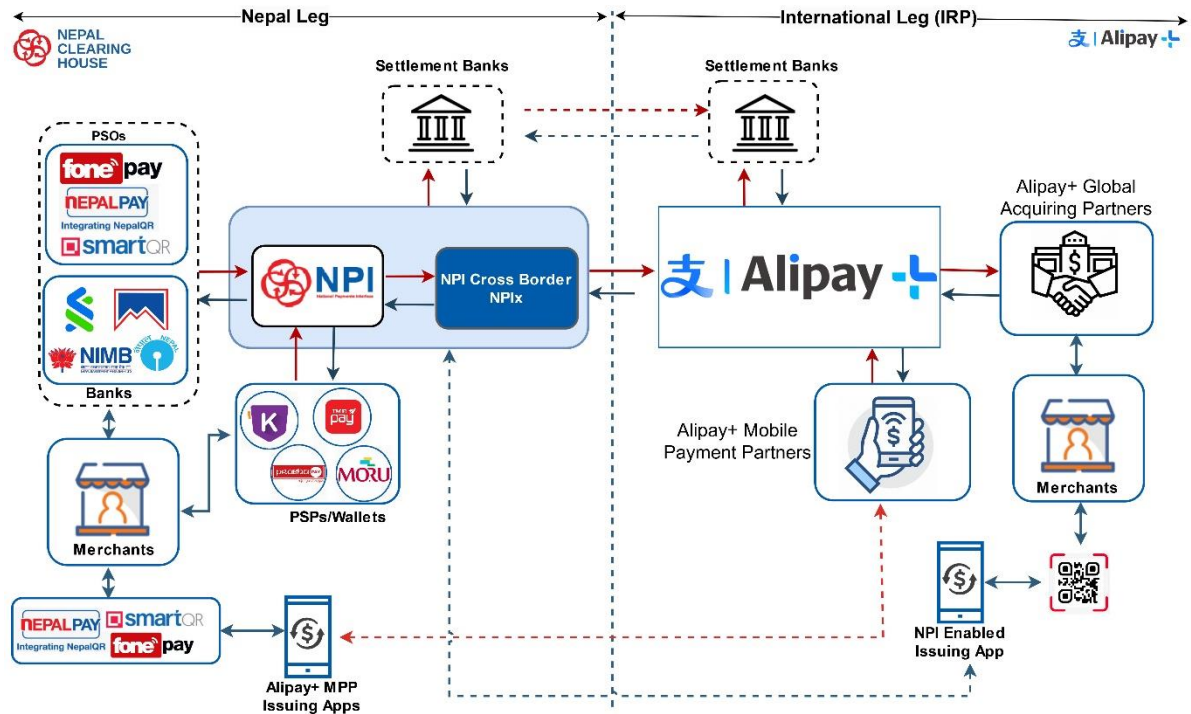 Nepal Leg
International Leg (IRP)
NEPAL
CLEARING
HOUSE
支 | Alipay
Settlement Banks
Settlement Banks
PSOs
fonepay
NEPALPAY
Integrating NepalQR
smartQR
Alipay+ Global
Acquiring Partners
NPI
National Payments Interface
NPI Cross Border
NPIx
支 | Alipay
NIMB
Banks
K
pay
MORU
PSPs/Wallets
Alipay+ Mobile
Payment Partners
Merchants
Merchants
NEPALPAY
Integrating NepalQR
smartQR
fonepay
Alipay+ MPP
Issuing Apps
NPI Enabled
Issuing App